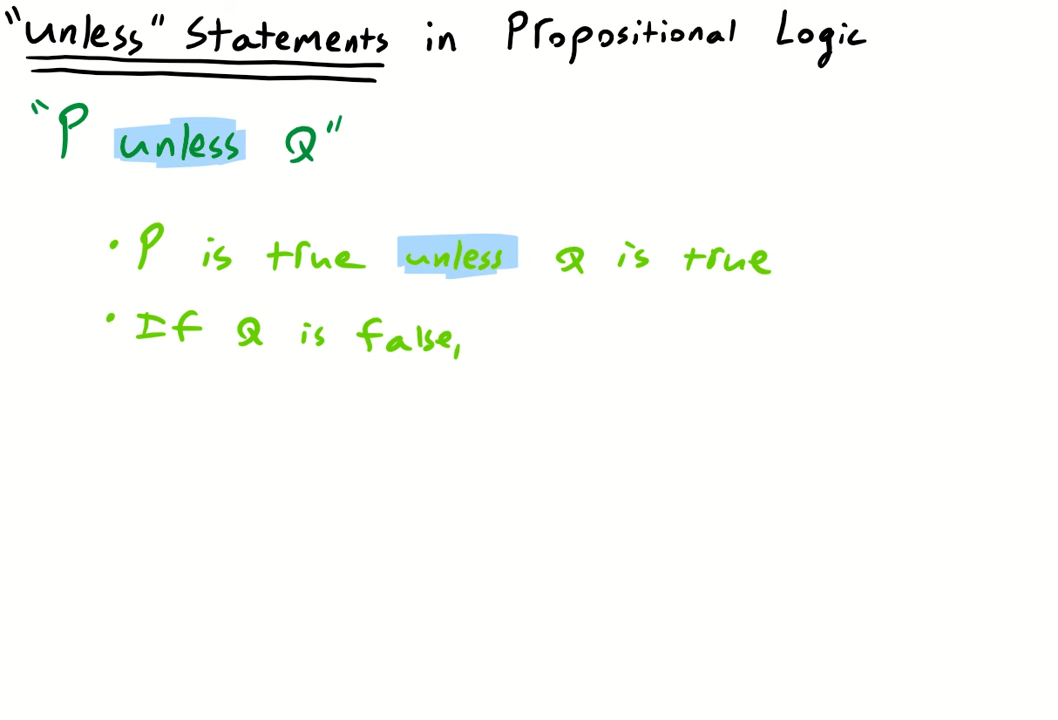 "unless" Statements in Propositional Logic
"P unless Q"
• P is true unless Q is true
• If Q is false,